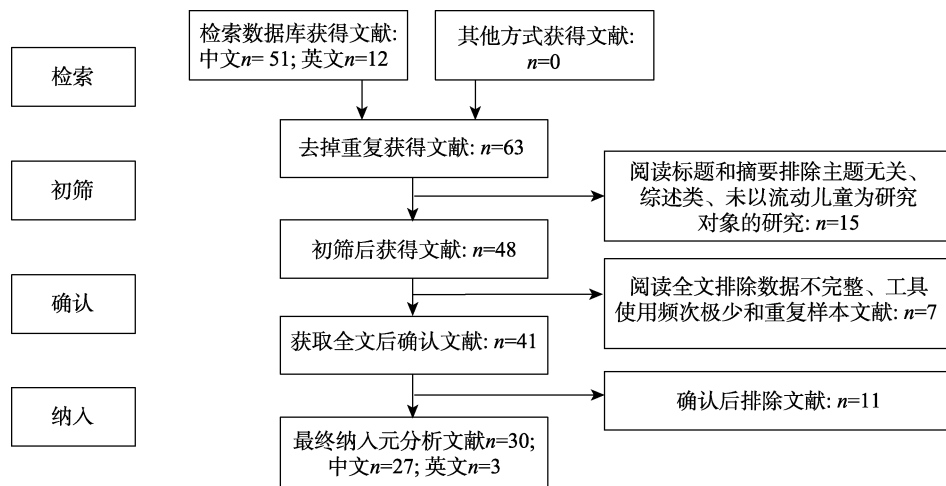 检索
检索数据库获得文献:
中文n= 51; 英文n=12
其他方式获得文献:
n=0
去掉重复获得文献: n=63
初筛
阅读标题和摘要排除主题无关、
综述类、未以流动儿童为研究
对象的研究: n=15
初筛后获得文献: n=48
确认
阅读全文排除数据不完整、工具
使用频次极少和重复样本文献: n=7
获取全文后确认文献: n=41
纳入
确认后排除文献: n=11
最终纳入元分析文献n=30;
中文n=27; 英文n=3